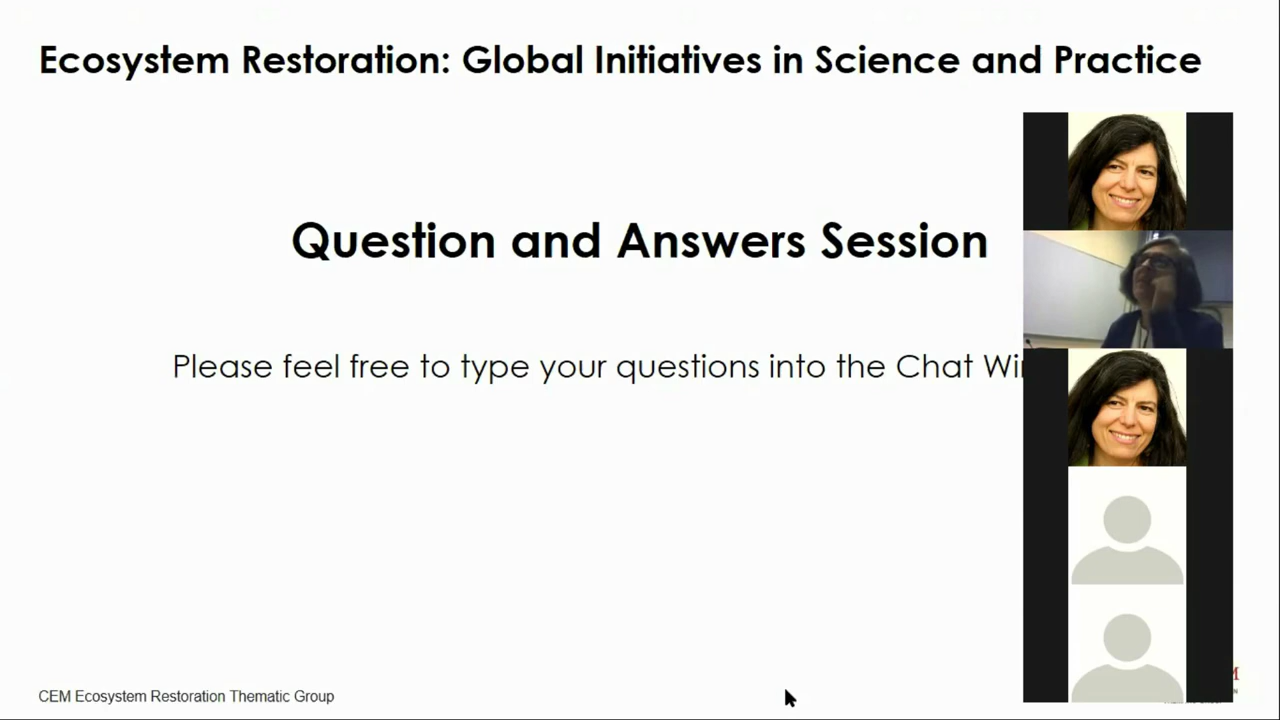 Ecosystem Restoration: Global Initiatives in Science and Practice
Question and Answers Session
Please feel free to type your questions into the Chat
CEM Ecosystem Restoration Thematic Group